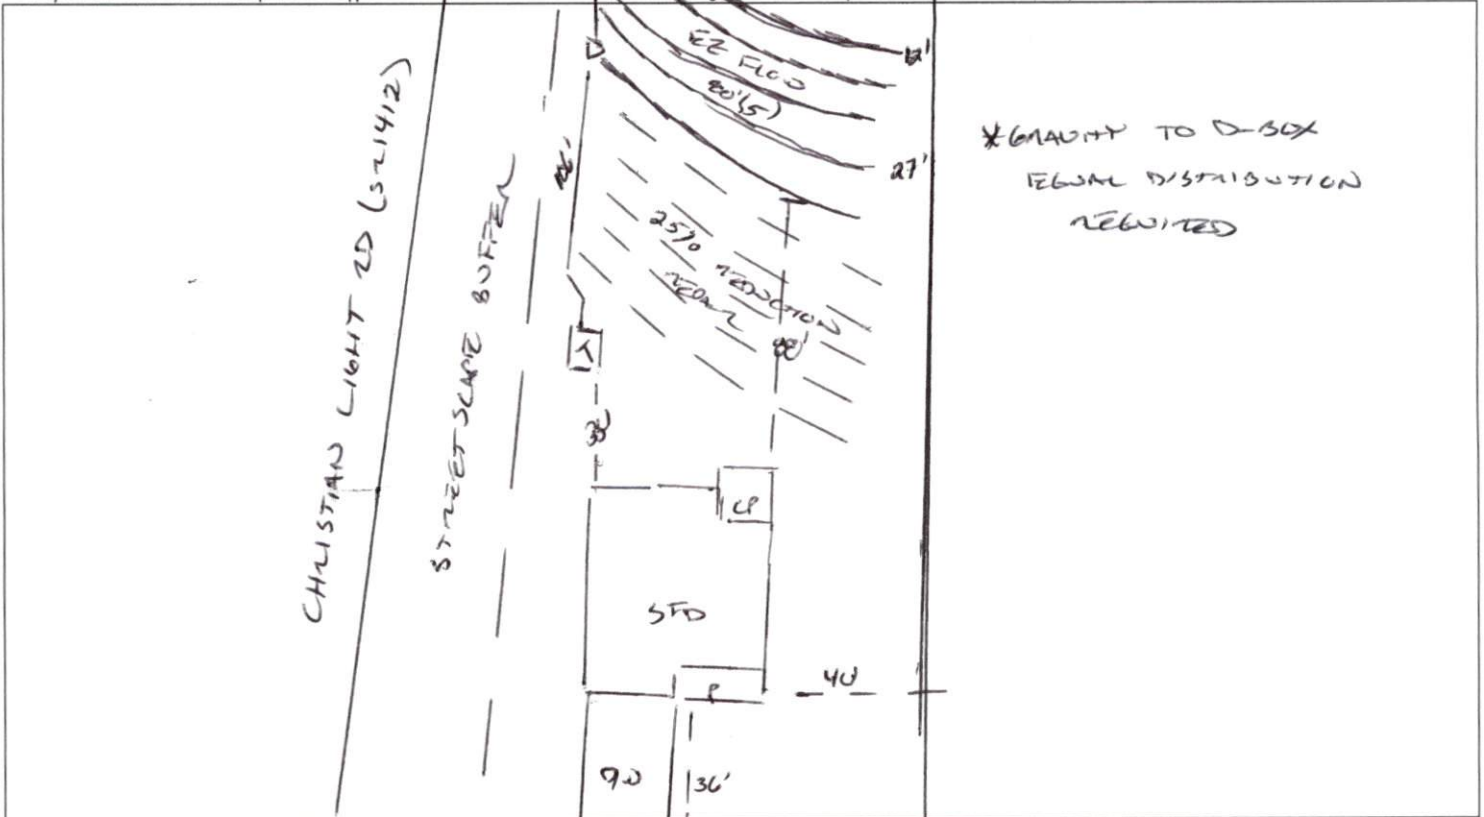 CHRISTIAN LIGHT RD (SR1412)
STREETSCAPE BUFFER
EZ FLOW
80'(5)
12'
27'
*GRAVITY TO D-BOX
EQUAL DISTRIBUTION
REQUIRED
D
25% REDUCTION
REPAIR
T
CP
SFD
P
40'
36'